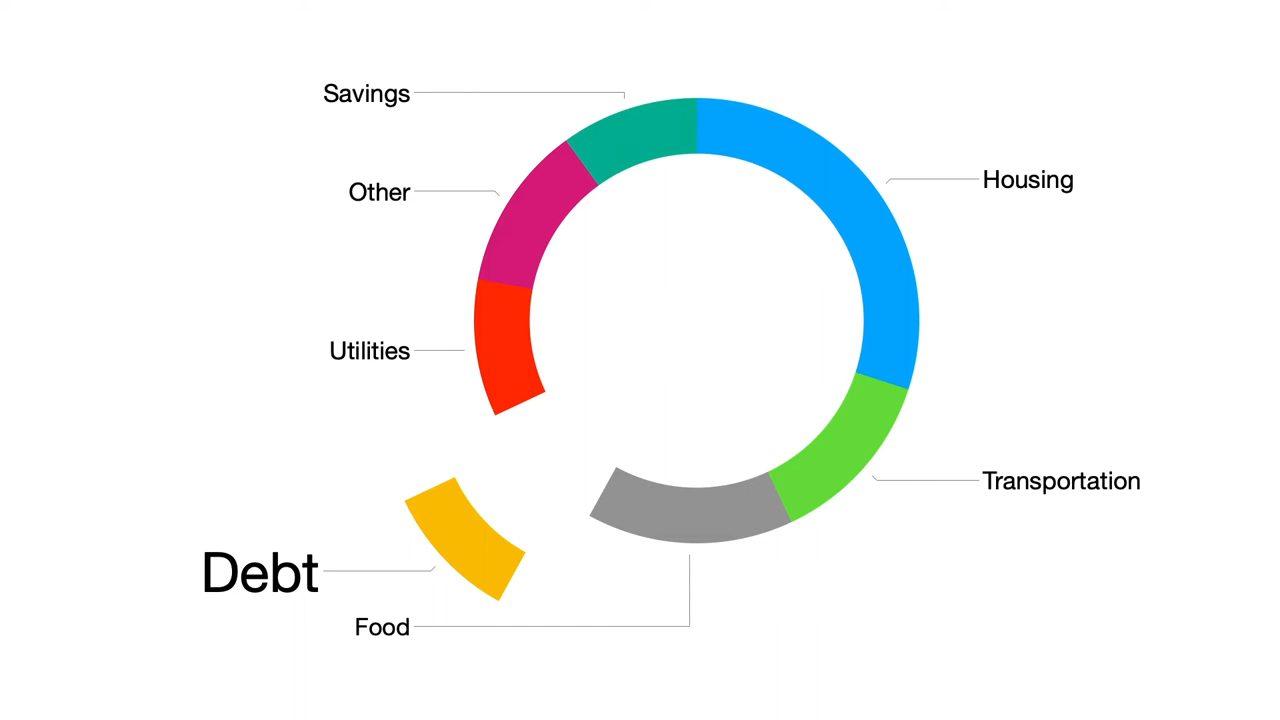 Savings
Other
Housing
Utilities
Transportation
Debt
Food